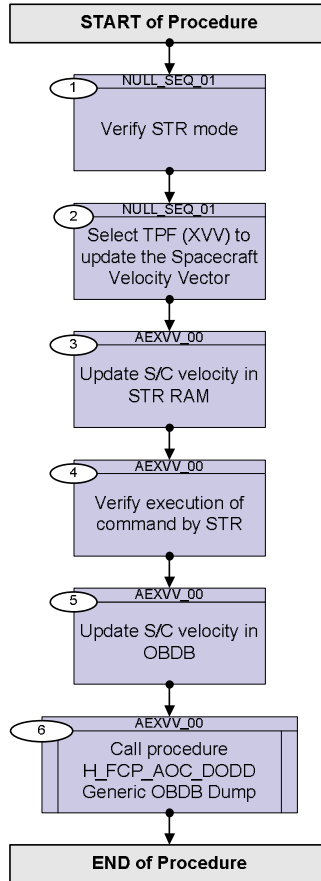 START of Procedure
NULL_SEQ_01
1
Verify STR mode
NULL_SEQ_01
2
Select TPF (XVV) to
update the Spacecraft
Velocity Vector
AEXVV_00
3
Update S/C velocity in
STR RAM
AEXVV_00
4
Verify execution of
command by STR
AEXVV_00
5
Update S/C velocity in
OBDB
AEXVV_00
6
Call procedure
H_FCP_AOC_DODD
Generic OBDB Dump
END of Procedure